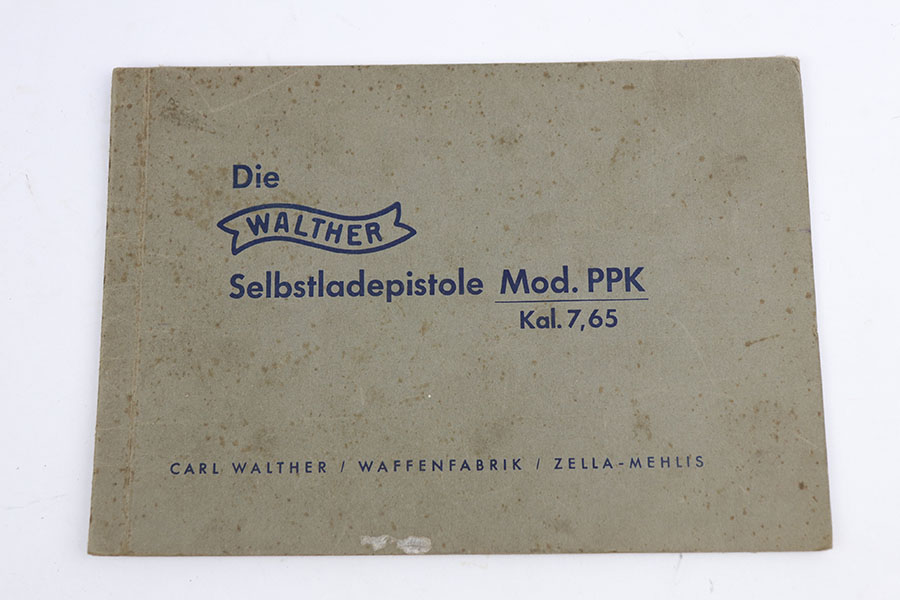 Die
WALTHER
Selbstladepistole Mod. PPK
Kal. 7,65
CARL WALTHER / WAFFENFABRIK / ZELLA-MEHLIS